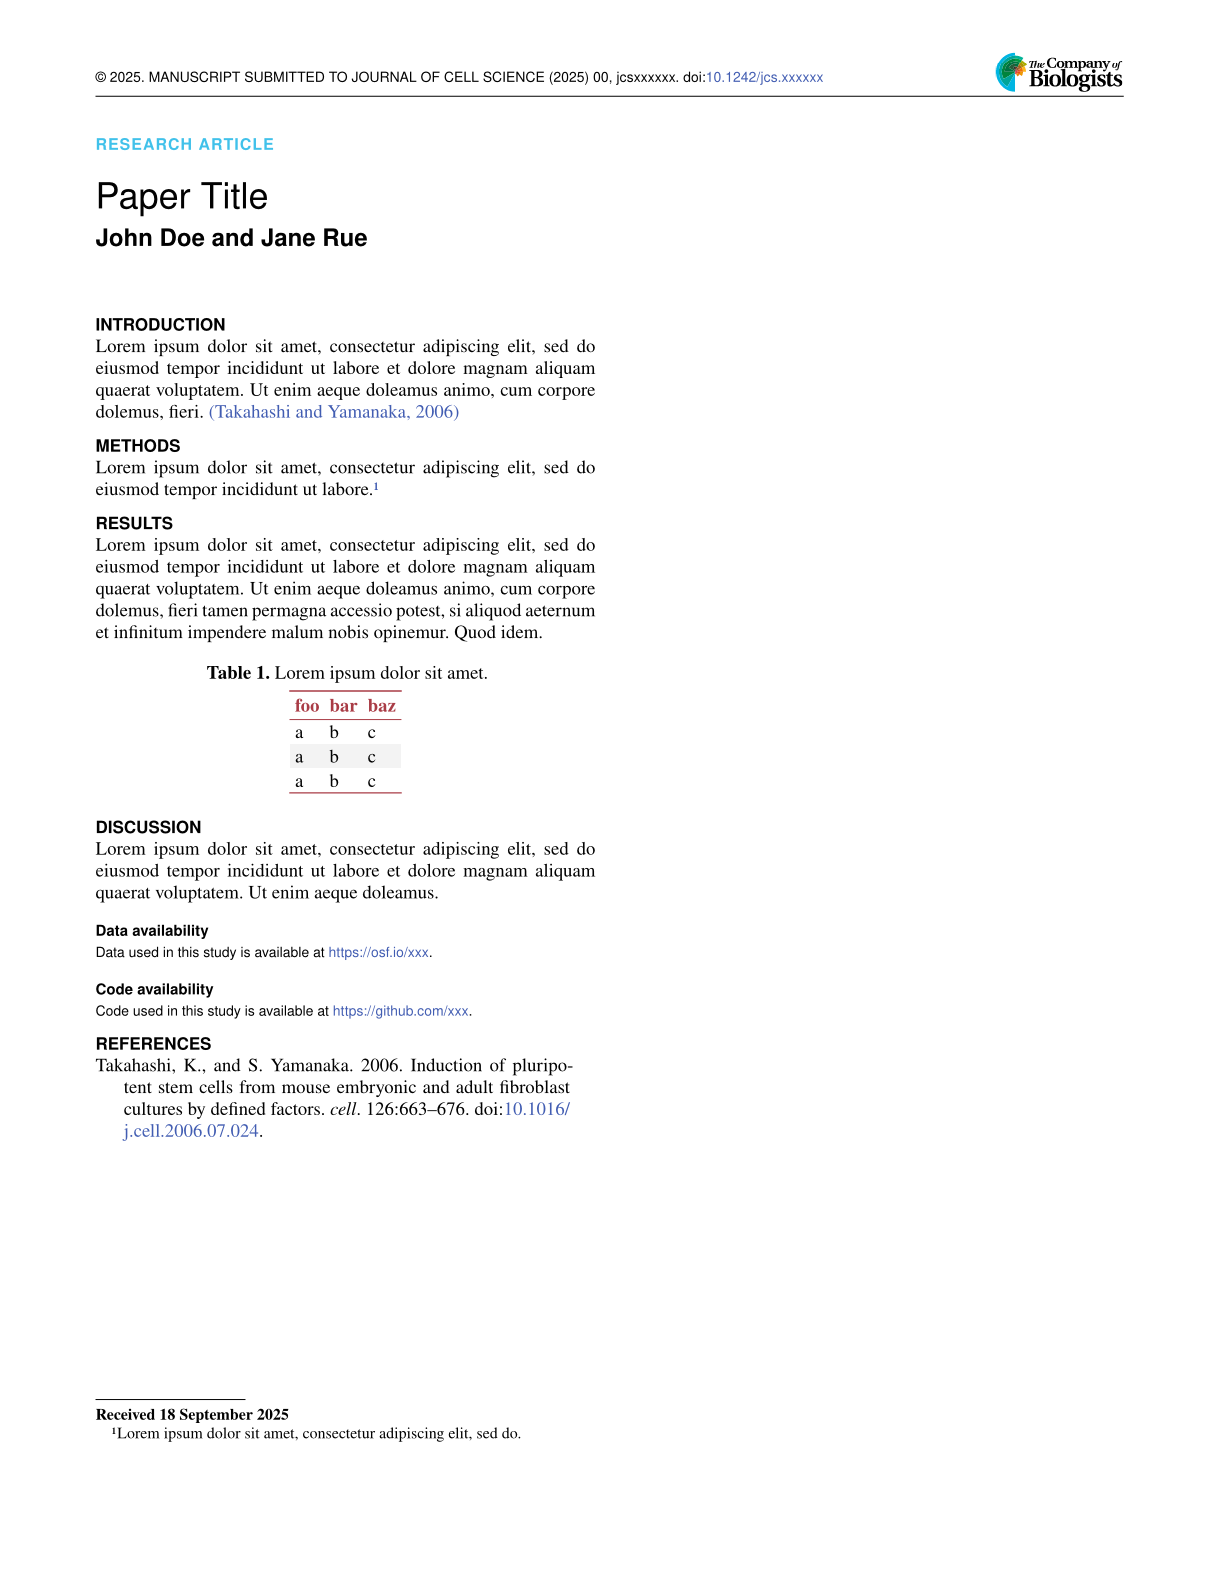 © 2025. MANUSCRIPT SUBMITTED TO JOURNAL OF CELL SCIENCE (2025) 00, jcsxxxxxx. doi:10.1242/jcs.xxxxxx
The Company of
Biologists
RESEARCH ARTICLE
Paper Title
John Doe and Jane Rue
INTRODUCTION
Lorem ipsum dolor sit amet, consectetur adipiscing elit, sed do
eiusmod tempor incididunt ut labore et dolore magnam aliquam
quaerat voluptatem. Ut enim aeque doleamus animo, cum corpore
dolemus, fieri. (Takahashi and Yamanaka, 2006)
METHODS
Lorem ipsum dolor sit amet, consectetur adipiscing elit, sed do
eiusmod tempor incididunt ut labore.¹
RESULTS
Lorem ipsum dolor sit amet, consectetur adipiscing elit, sed do
eiusmod tempor incididunt ut labore et dolore magnam aliquam
quaerat voluptatem. Ut enim aeque doleamus animo, cum corpore
dolemus, fieri tamen permagna accessio potest, si aliquod aeternum
et infinitum impendere malum nobis opinemur. Quod idem.
Table 1. Lorem ipsum dolor sit amet.
foo bar baz
a b c
a b c
a b c
DISCUSSION
Lorem ipsum dolor sit amet, consectetur adipiscing elit, sed do
eiusmod tempor incididunt ut labore et dolore magnam aliquam
quaerat voluptatem. Ut enim aeque doleamus.
Data availability
Data used in this study is available at https://osf.io/xxx.
Code availability
Code used in this study is available at https://github.com/xxx.
REFERENCES
Takahashi, K., and S. Yamanaka. 2006. Induction of pluripo-
tent stem cells from mouse embryonic and adult fibroblast
cultures by defined factors. cell. 126:663–676. doi:10.1016/
j.cell.2006.07.024.
Received 18 September 2025
¹Lorem ipsum dolor sit amet, consectetur adipiscing elit, sed do.